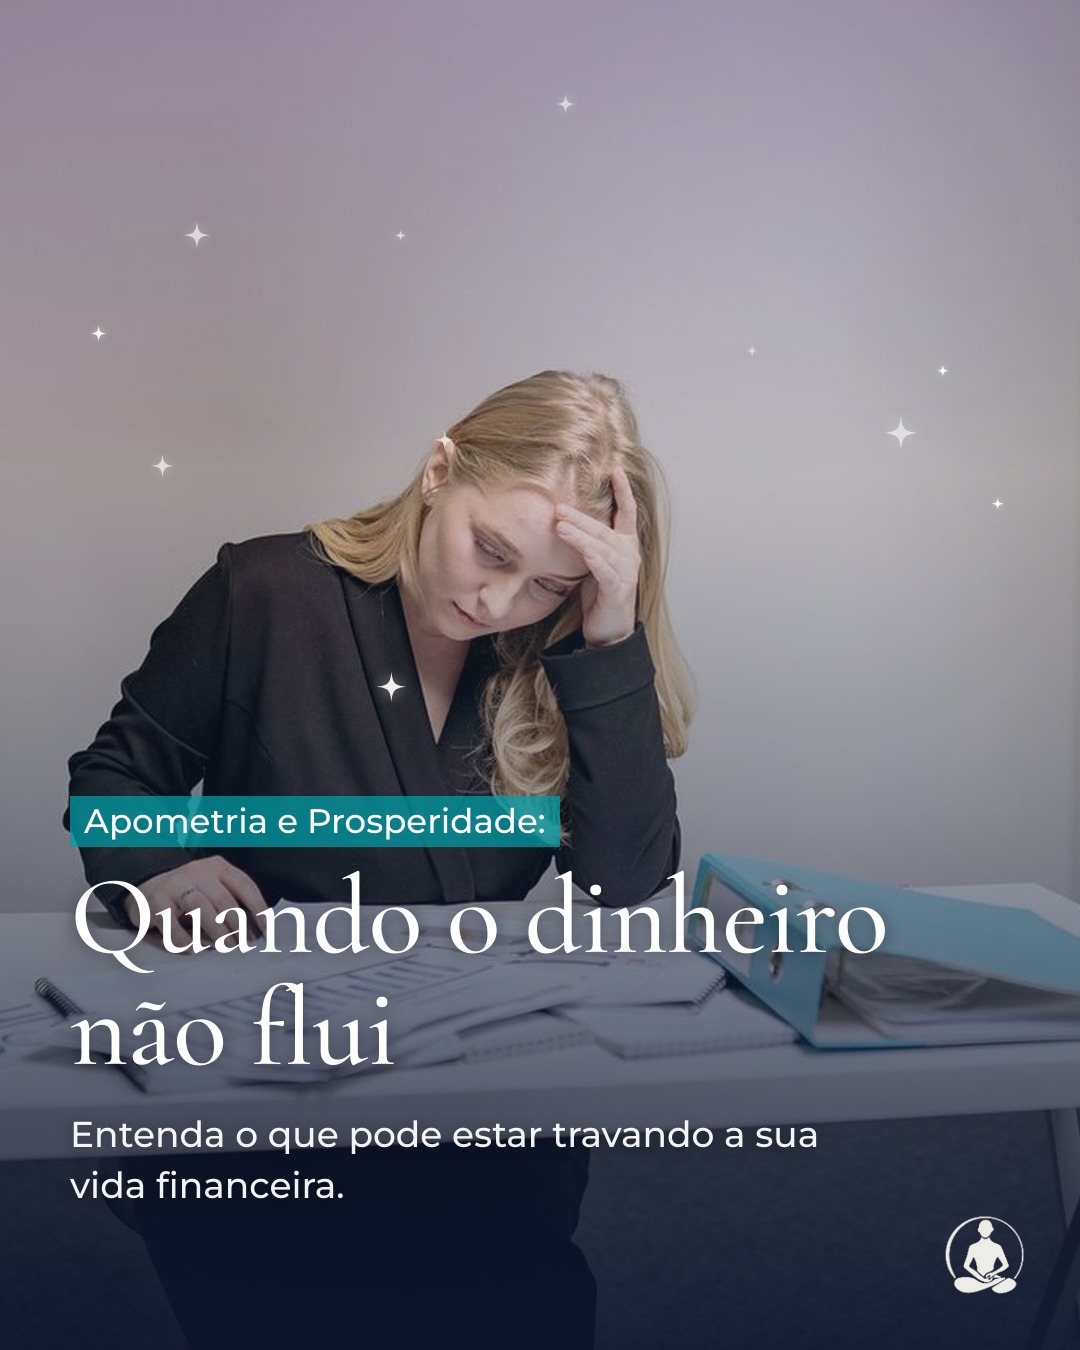 Apometria e Prosperidade:
Quando o dinheiro
não flui
Entenda o que pode estar travando a sua
vida financeira.